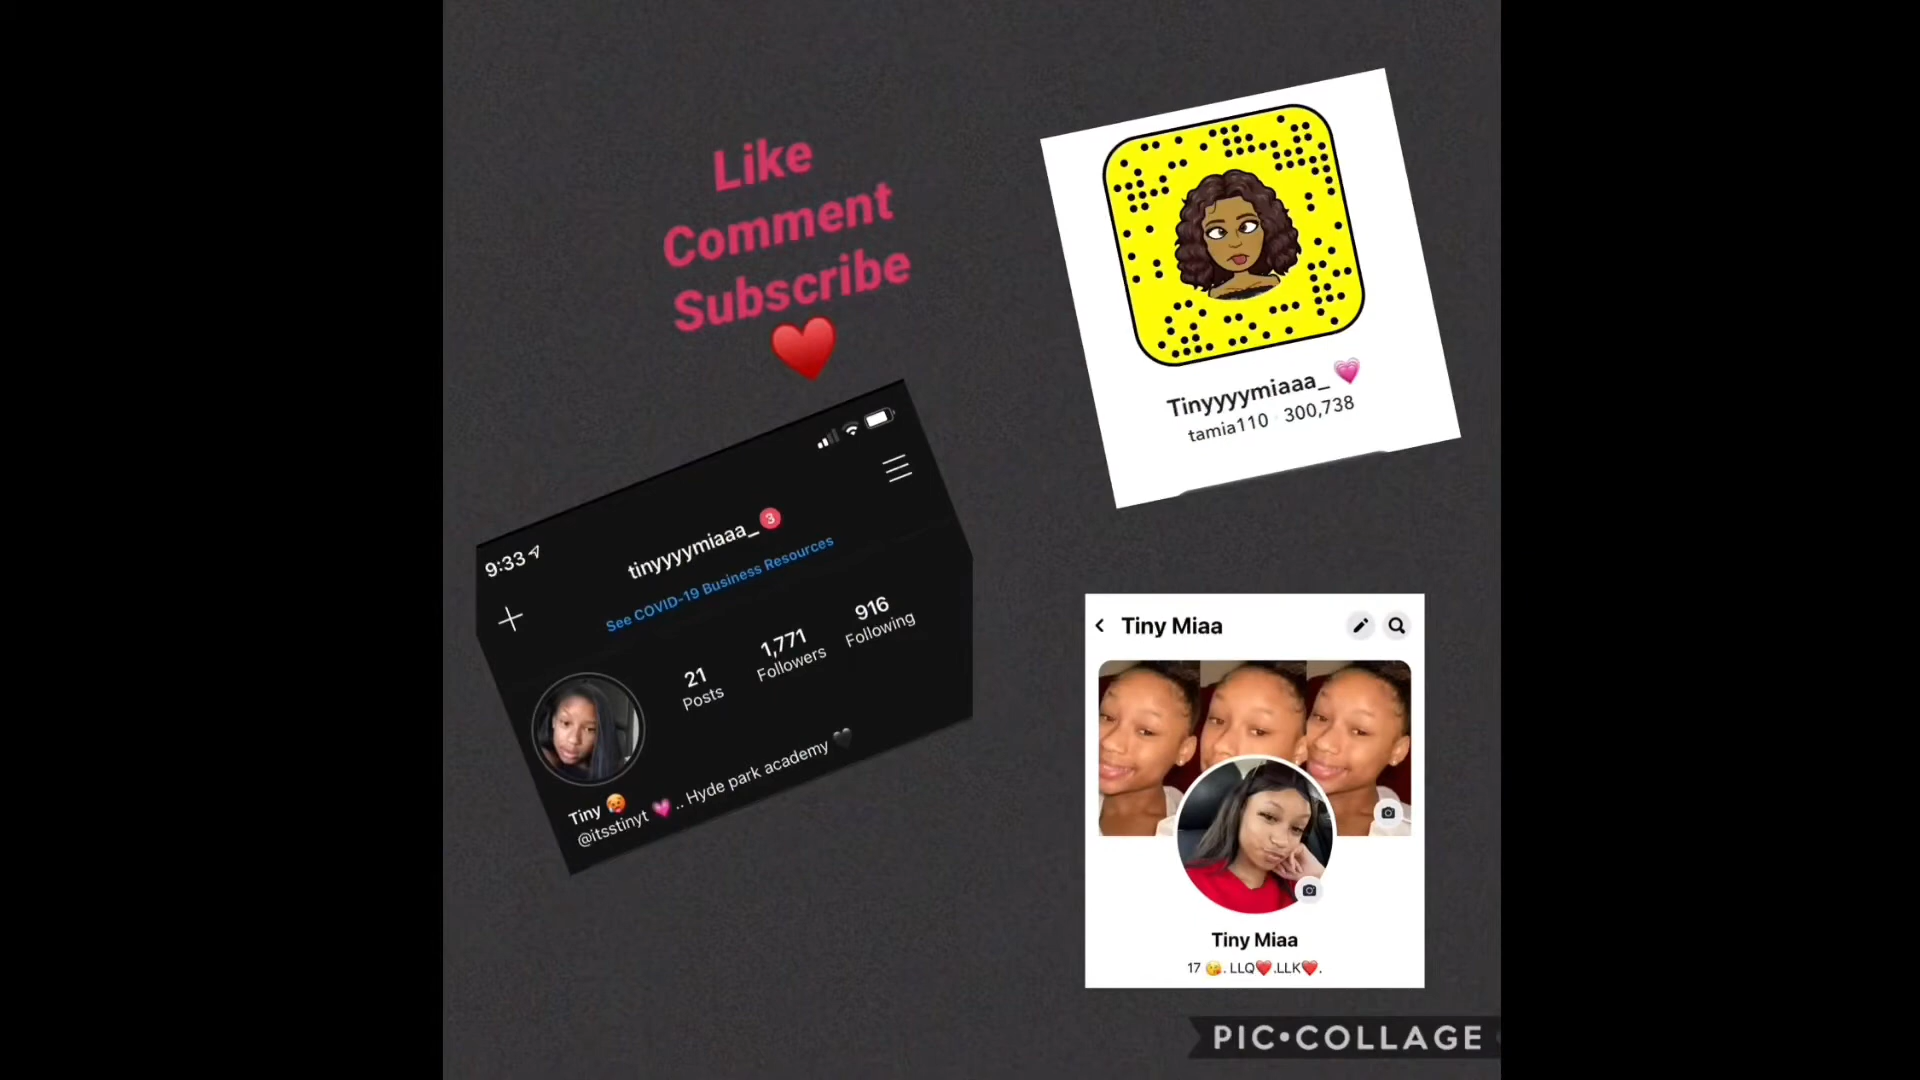 Like
Comment
Subscribe
Tinyyyymiaaa_ 💗
tamia110 300,738
9:33
tinyyyymiaaa_ 3
See COVID-19 Business Resources
21
Posts
1,771
Followers
916
Following
Tiny 🥵
@itsstinyt 💗 .. Hyde park academy 🖤
Tiny Miaa
Tiny Miaa
17 😘. LLQ❤️.LLK❤️.
PIC•COLLAGE